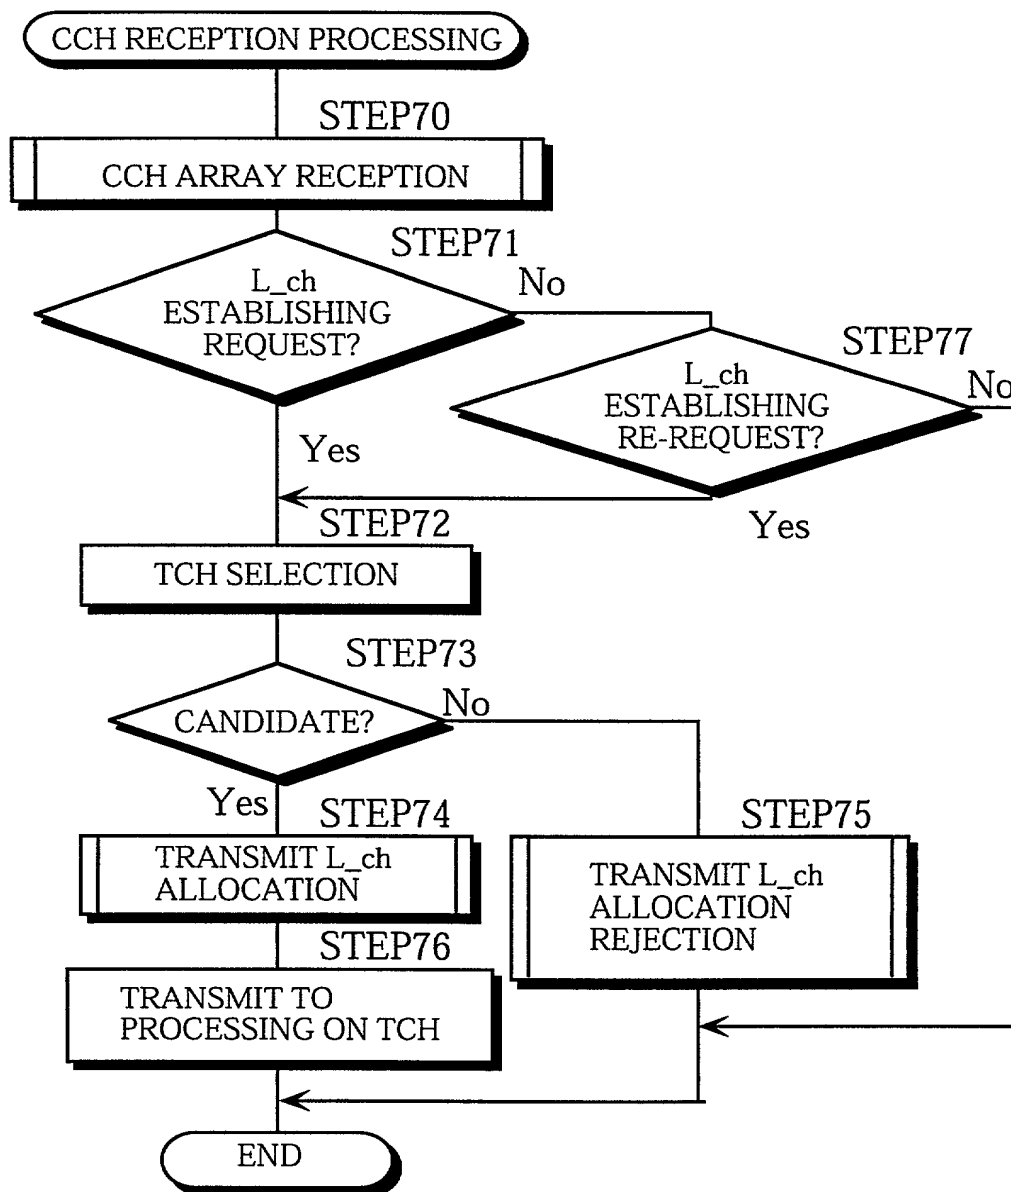 CCH RECEPTION PROCESSING
STEP70
CCH ARRAY RECEPTION
STEP71
L_ch
ESTABLISHING
REQUEST?
No
STEP77
L_ch
ESTABLISHING
RE-REQUEST?
No
Yes
Yes
STEP72
TCH SELECTION
STEP73
CANDIDATE?
No
Yes
STEP74
TRANSMIT L_ch
ALLOCATION
STEP75
TRANSMIT L_ch
ALLOCATION
REJECTION
STEP76
TRANSMIT TO
PROCESSING ON TCH
END